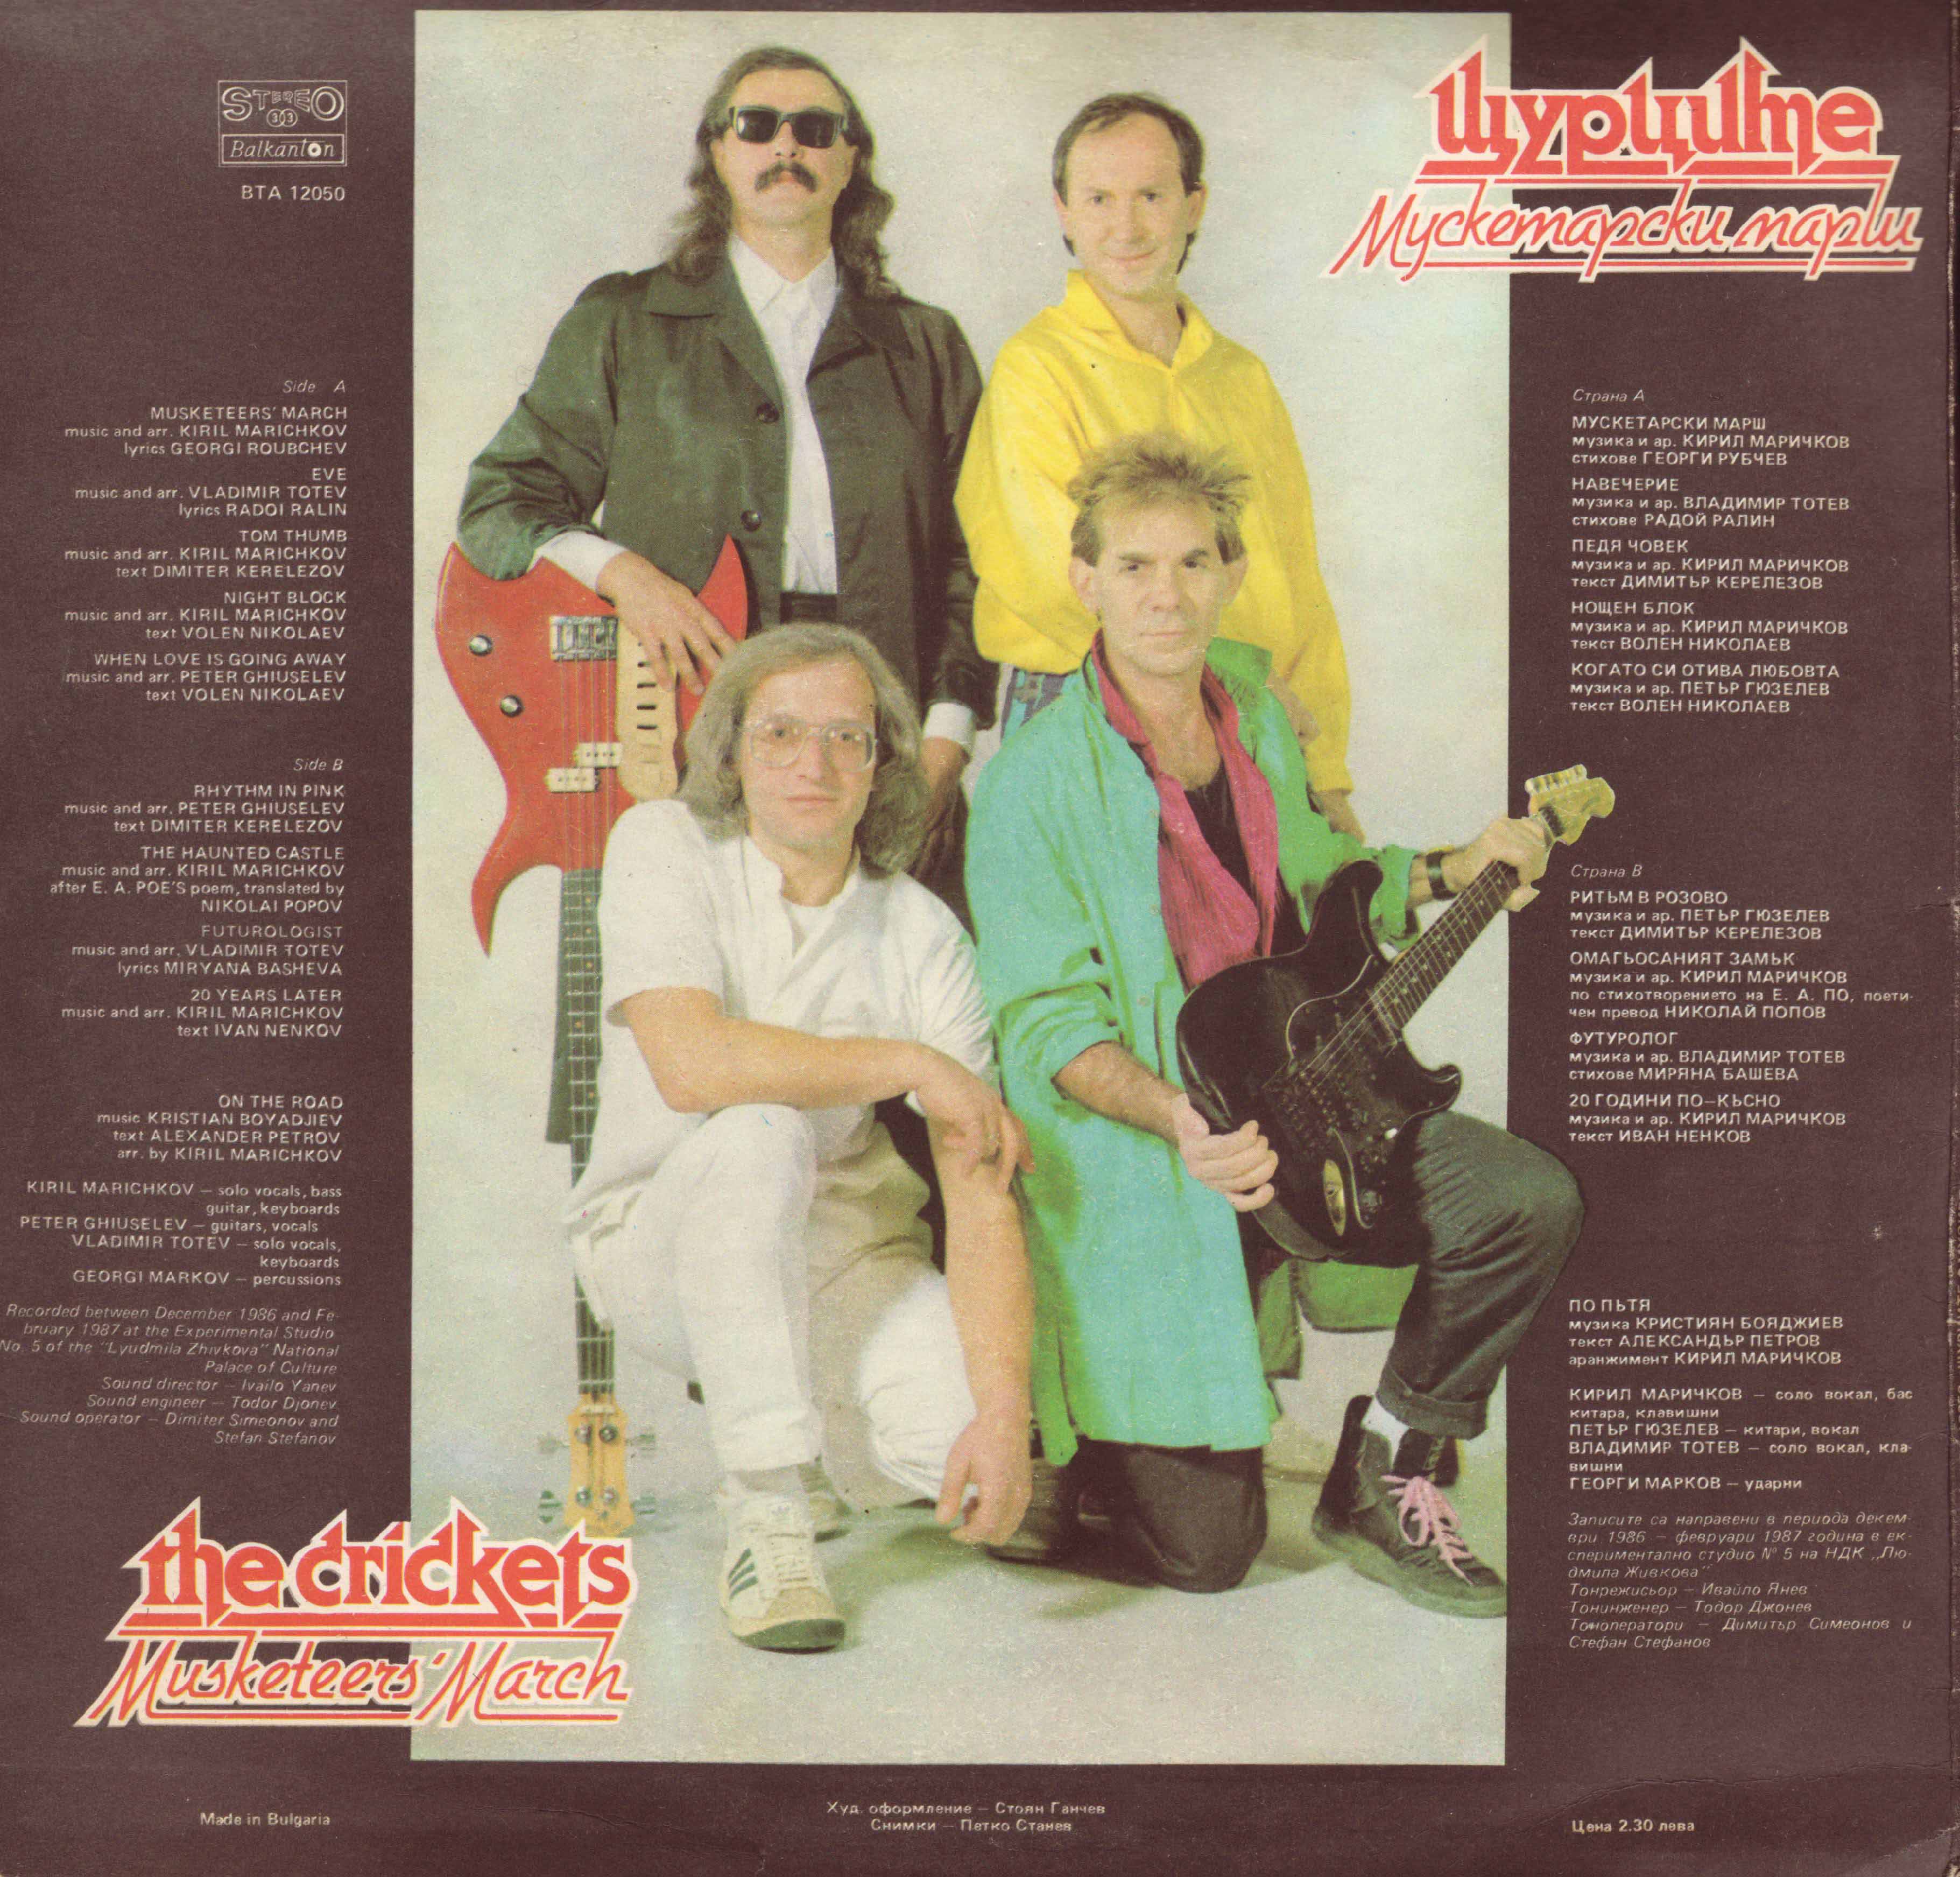 STEREO
33
Balkanton
ВТА 12050
Side A
MUSKETEERS' MARCH
music and arr. KIRIL MARICHKOV
lyrics GEORGI ROUBCHEV
EVE
music and arr. VLADIMIR TOTEV
lyrics RADOI RALIN
TOM THUMB
music and arr. KIRIL MARICHKOV
text DIMITER KERELEZOV
NIGHT BLOCK
music and arr. KIRIL MARICHKOV
text VOLEN NIKOLAEV
WHEN LOVE IS GOING AWAY
music and arr. PETER GHIUSELEV
text VOLEN NIKOLAEV
Side B
RHYTHM IN PINK
music and arr. PETER GHIUSELEV
text DIMITER KERELEZOV
THE HAUNTED CASTLE
music and arr. KIRIL MARICHKOV
after E. A. POE'S poem, translated by
NIKOLAI POPOV
FUTUROLOGIST
music and arr. VLADIMIR TOTEV
lyrics MIRYANA BASHEVA
20 YEARS LATER
music and arr. KIRIL MARICHKOV
text IVAN NENKOV
ON THE ROAD
music KRISTIAN BOYADJIEV
text ALEXANDER PETROV
arr. by KIRIL MARICHKOV
KIRIL MARICHKOV – solo vocals, bass
guitar, keyboards
PETER GHIUSELEV – guitars, vocals
VLADIMIR TOTEV – solo vocals,
keyboards
GEORGI MARKOV – percussions
Recorded between December 1986 and Fe-
bruary 1987 at the Experimental Studio
No. 5 of the "Lyudmila Zhivkova" National
Palace of Culture
Sound director – Ivailo Yanev
Sound engineer – Todor Djonev
Sound operator – Dimiter Simeonov and
Stefan Stefanov
the crickets
Musketeers' March
Made in Bulgaria
Худ. оформление – Стоян Ганчев
Снимки – Петко Станев
щурците
Мускетарски марш
Страна А
МУСКЕТАРСКИ МАРШ
музика и ар. КИРИЛ МАРИЧКОВ
стихове ГЕОРГИ РУБЧЕВ
НАВЕЧЕРИЕ
музика и ар. ВЛАДИМИР ТОТЕВ
стихове РАДОЙ РАЛИН
ПЕДЯ ЧОВЕК
музика и ар. КИРИЛ МАРИЧКОВ
текст ДИМИТЪР КЕРЕЛЕЗОВ
НОЩЕН БЛОК
музика и ар. КИРИЛ МАРИЧКОВ
текст ВОЛЕН НИКОЛАЕВ
КОГАТО СИ ОТИВА ЛЮБОВТА
музика и ар. ПЕТЪР ГЮЗЕЛЕВ
текст ВОЛЕН НИКОЛАЕВ
Страна В
РИТЪМ В РОЗОВО
музика и ар. ПЕТЪР ГЮЗЕЛЕВ
текст ДИМИТЪР КЕРЕЛЕЗОВ
ОМАГЬОСАНИЯТ ЗАМЪК
музика и ар. КИРИЛ МАРИЧКОВ
по стихотворението на Е. А. ПО, поети-
чен превод НИКОЛАЙ ПОПОВ
ФУТУРОЛОГ
музика и ар. ВЛАДИМИР ТОТЕВ
стихове МИРЯНА БАШЕВА
20 ГОДИНИ ПО–КЪСНО
музика и ар. КИРИЛ МАРИЧКОВ
текст ИВАН НЕНКОВ
ПО ПЪТЯ
музика КРИСТИЯН БОЯДЖИЕВ
текст АЛЕКСАНДЪР ПЕТРОВ
аранжимент КИРИЛ МАРИЧКОВ
КИРИЛ МАРИЧКОВ – соло вокал, бас
китара, клавишни
ПЕТЪР ГЮЗЕЛЕВ – китари, вокал
ВЛАДИМИР ТОТЕВ – соло вокал, кла-
вишни
ГЕОРГИ МАРКОВ – ударни
Записите са направени в периода декем-
ври 1986 – февруари 1987 година в ек-
спериментално студио № 5 на НДК „Лю-
дмила Живкова"
Тонрежисьор – Ивайло Янев
Тонинженер – Тодор Джонев
Тоноператори – Димитър Симеонов и
Стефан Стефанов
Цена 2.30 лева